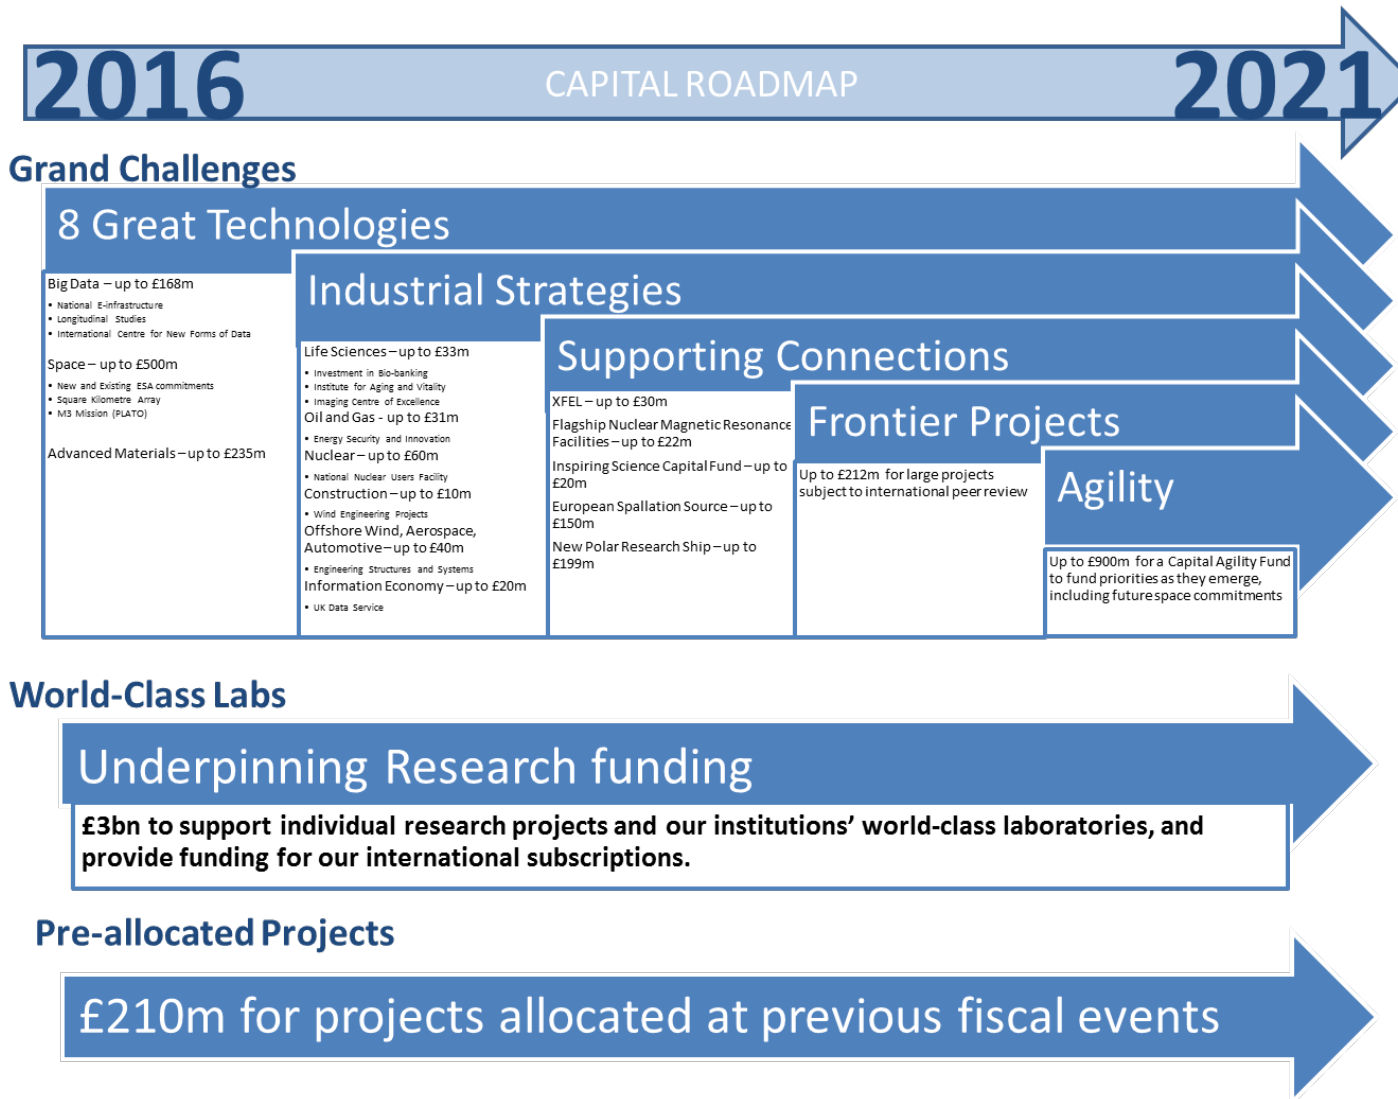 2016
CAPITAL ROADMAP
2021
Grand Challenges
8 Great Technologies
Big Data – up to £168m
• National E-infrastructure
• Longitudinal Studies
• International Centre for New Forms of Data
Space – up to £500m
• New and Existing ESA commitments
• Square Kilometre Array
• M3 Mission (PLATO)
Advanced Materials – up to £235m
Industrial Strategies
Life Sciences – up to £33m
• Investment in Bio-banking
• Institute for Aging and Vitality
• Imaging Centre of Excellence
Oil and Gas - up to £31m
• Energy Security and Innovation
Nuclear – up to £60m
• National Nuclear Users Facility
Construction – up to £10m
• Wind Engineering Projects
Offshore Wind, Aerospace,
Automotive – up to £40m
• Engineering Structures and Systems
Information Economy – up to £20m
• UK Data Service
Supporting Connections
XFEL – up to £30m
Flagship Nuclear Magnetic Resonance
Facilities – up to £22m
Inspiring Science Capital Fund – up to
£20m
European Spallation Source – up to
£150m
New Polar Research Ship – up to
£199m
Frontier Projects
Up to £212m for large projects
subject to international peer review
Agility
Up to £900m for a Capital Agility Fund
to fund priorities as they emerge,
including future space commitments
World-Class Labs
Underpinning Research funding
£3bn to support individual research projects and our institutions’ world-class laboratories, and
provide funding for our international subscriptions.
Pre-allocated Projects
£210m for projects allocated at previous fiscal events